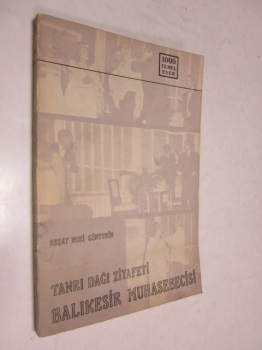 1000
TEMEL
ESER
REŞAT NURİ GÜNTEKİN
TANRI DAĞI ZİYAFETİ
BALIKESİR MUHASEBECİSİ